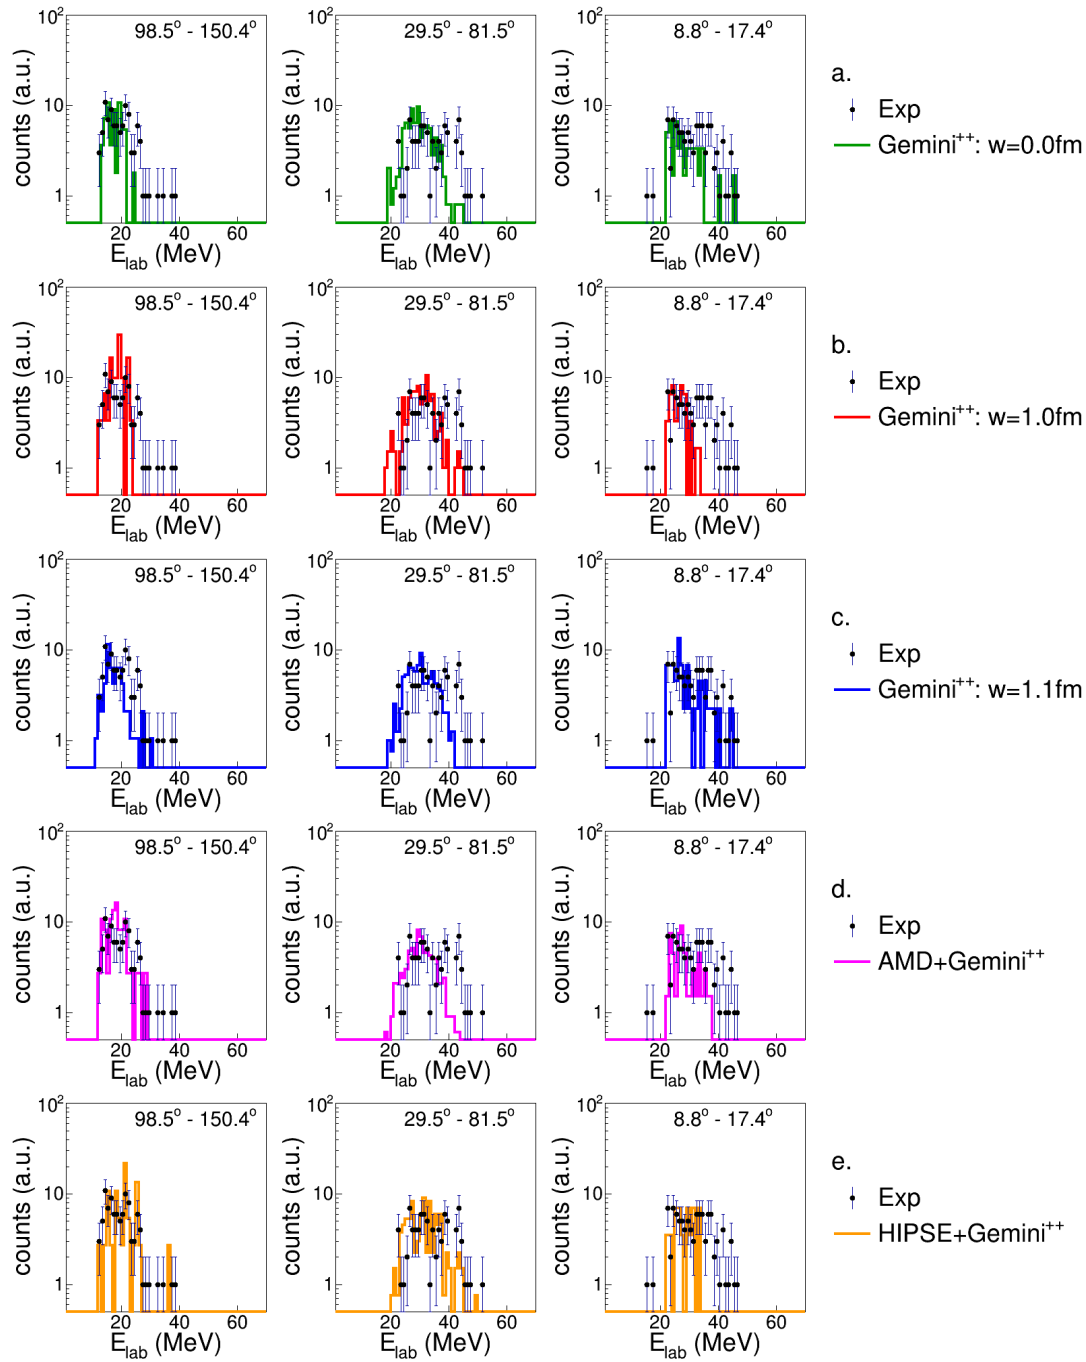 98.5° - 150.4°
29.5° - 81.5°
8.8° - 17.4°
10²
10
1
counts (a.u.)
20 40 60
E_lab (MeV)
10²
10
1
counts (a.u.)
20 40 60
E_lab (MeV)
10²
10
1
counts (a.u.)
20 40 60
E_lab (MeV)
a.
Exp
Gemini⁺⁺: w=0.0fm
98.5° - 150.4°
29.5° - 81.5°
8.8° - 17.4°
10²
10
1
counts (a.u.)
20 40 60
E_lab (MeV)
10²
10
1
counts (a.u.)
20 40 60
E_lab (MeV)
10²
10
1
counts (a.u.)
20 40 60
E_lab (MeV)
b.
Exp
Gemini⁺⁺: w=1.0fm
98.5° - 150.4°
29.5° - 81.5°
8.8° - 17.4°
10²
10
1
counts (a.u.)
20 40 60
E_lab (MeV)
10²
10
1
counts (a.u.)
20 40 60
E_lab (MeV)
10²
10
1
counts (a.u.)
20 40 60
E_lab (MeV)
c.
Exp
Gemini⁺⁺: w=1.1fm
98.5° - 150.4°
29.5° - 81.5°
8.8° - 17.4°
10²
10
1
counts (a.u.)
20 40 60
E_lab (MeV)
10²
10
1
counts (a.u.)
20 40 60
E_lab (MeV)
10²
10
1
counts (a.u.)
20 40 60
E_lab (MeV)
d.
Exp
AMD+Gemini⁺⁺
98.5° - 150.4°
29.5° - 81.5°
8.8° - 17.4°
10²
10
1
counts (a.u.)
20 40 60
E_lab (MeV)
10²
10
1
counts (a.u.)
20 40 60
E_lab (MeV)
10²
10
1
counts (a.u.)
20 40 60
E_lab (MeV)
e.
Exp
HIPSE+Gemini⁺⁺